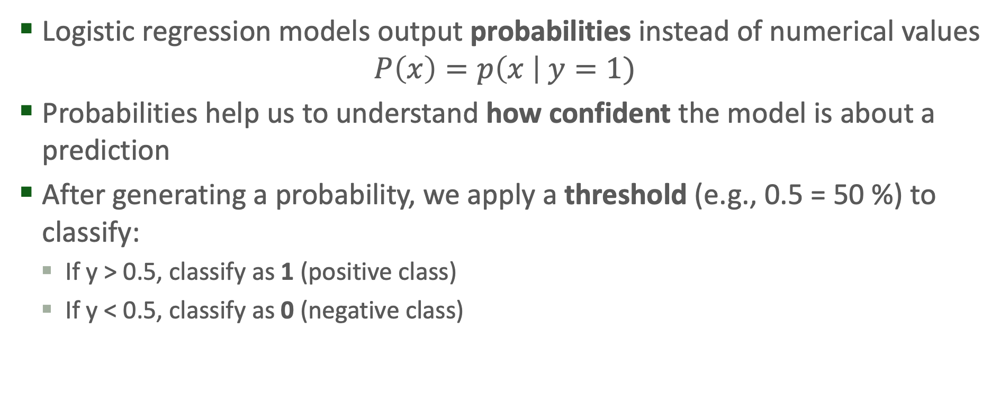 Logistic regression models output probabilities instead of numerical values
P(x) = p(x | y = 1)
Probabilities help us to understand how confident the model is about a
prediction
After generating a probability, we apply a threshold (e.g., 0.5 = 50 %) to
classify:
If y > 0.5, classify as 1 (positive class)
If y < 0.5, classify as 0 (negative class)